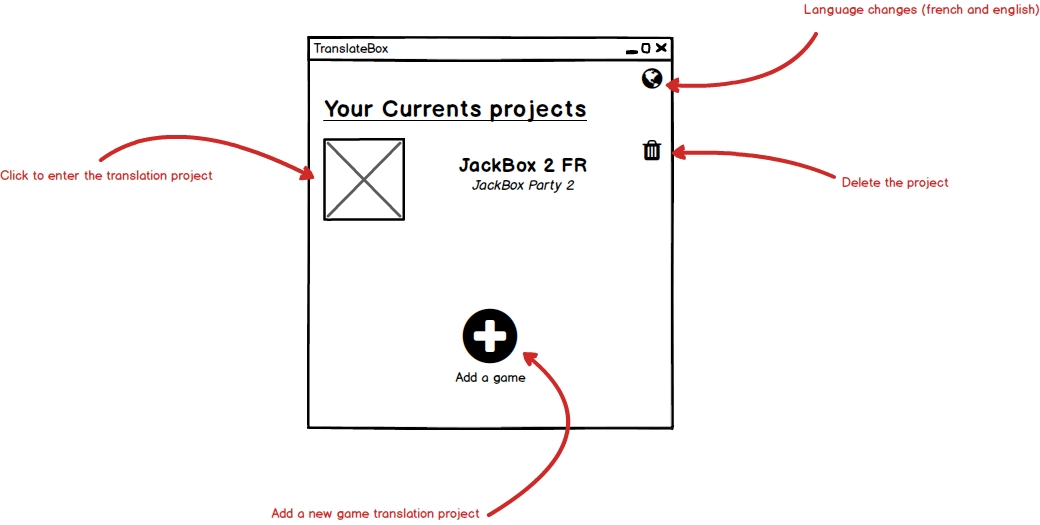 Language changes (french and english)
TranslateBox
Your Currents projects
Click to enter the translation project
JackBox 2 FR
JackBox Party 2
Delete the project
Add a game
Add a new game translation project